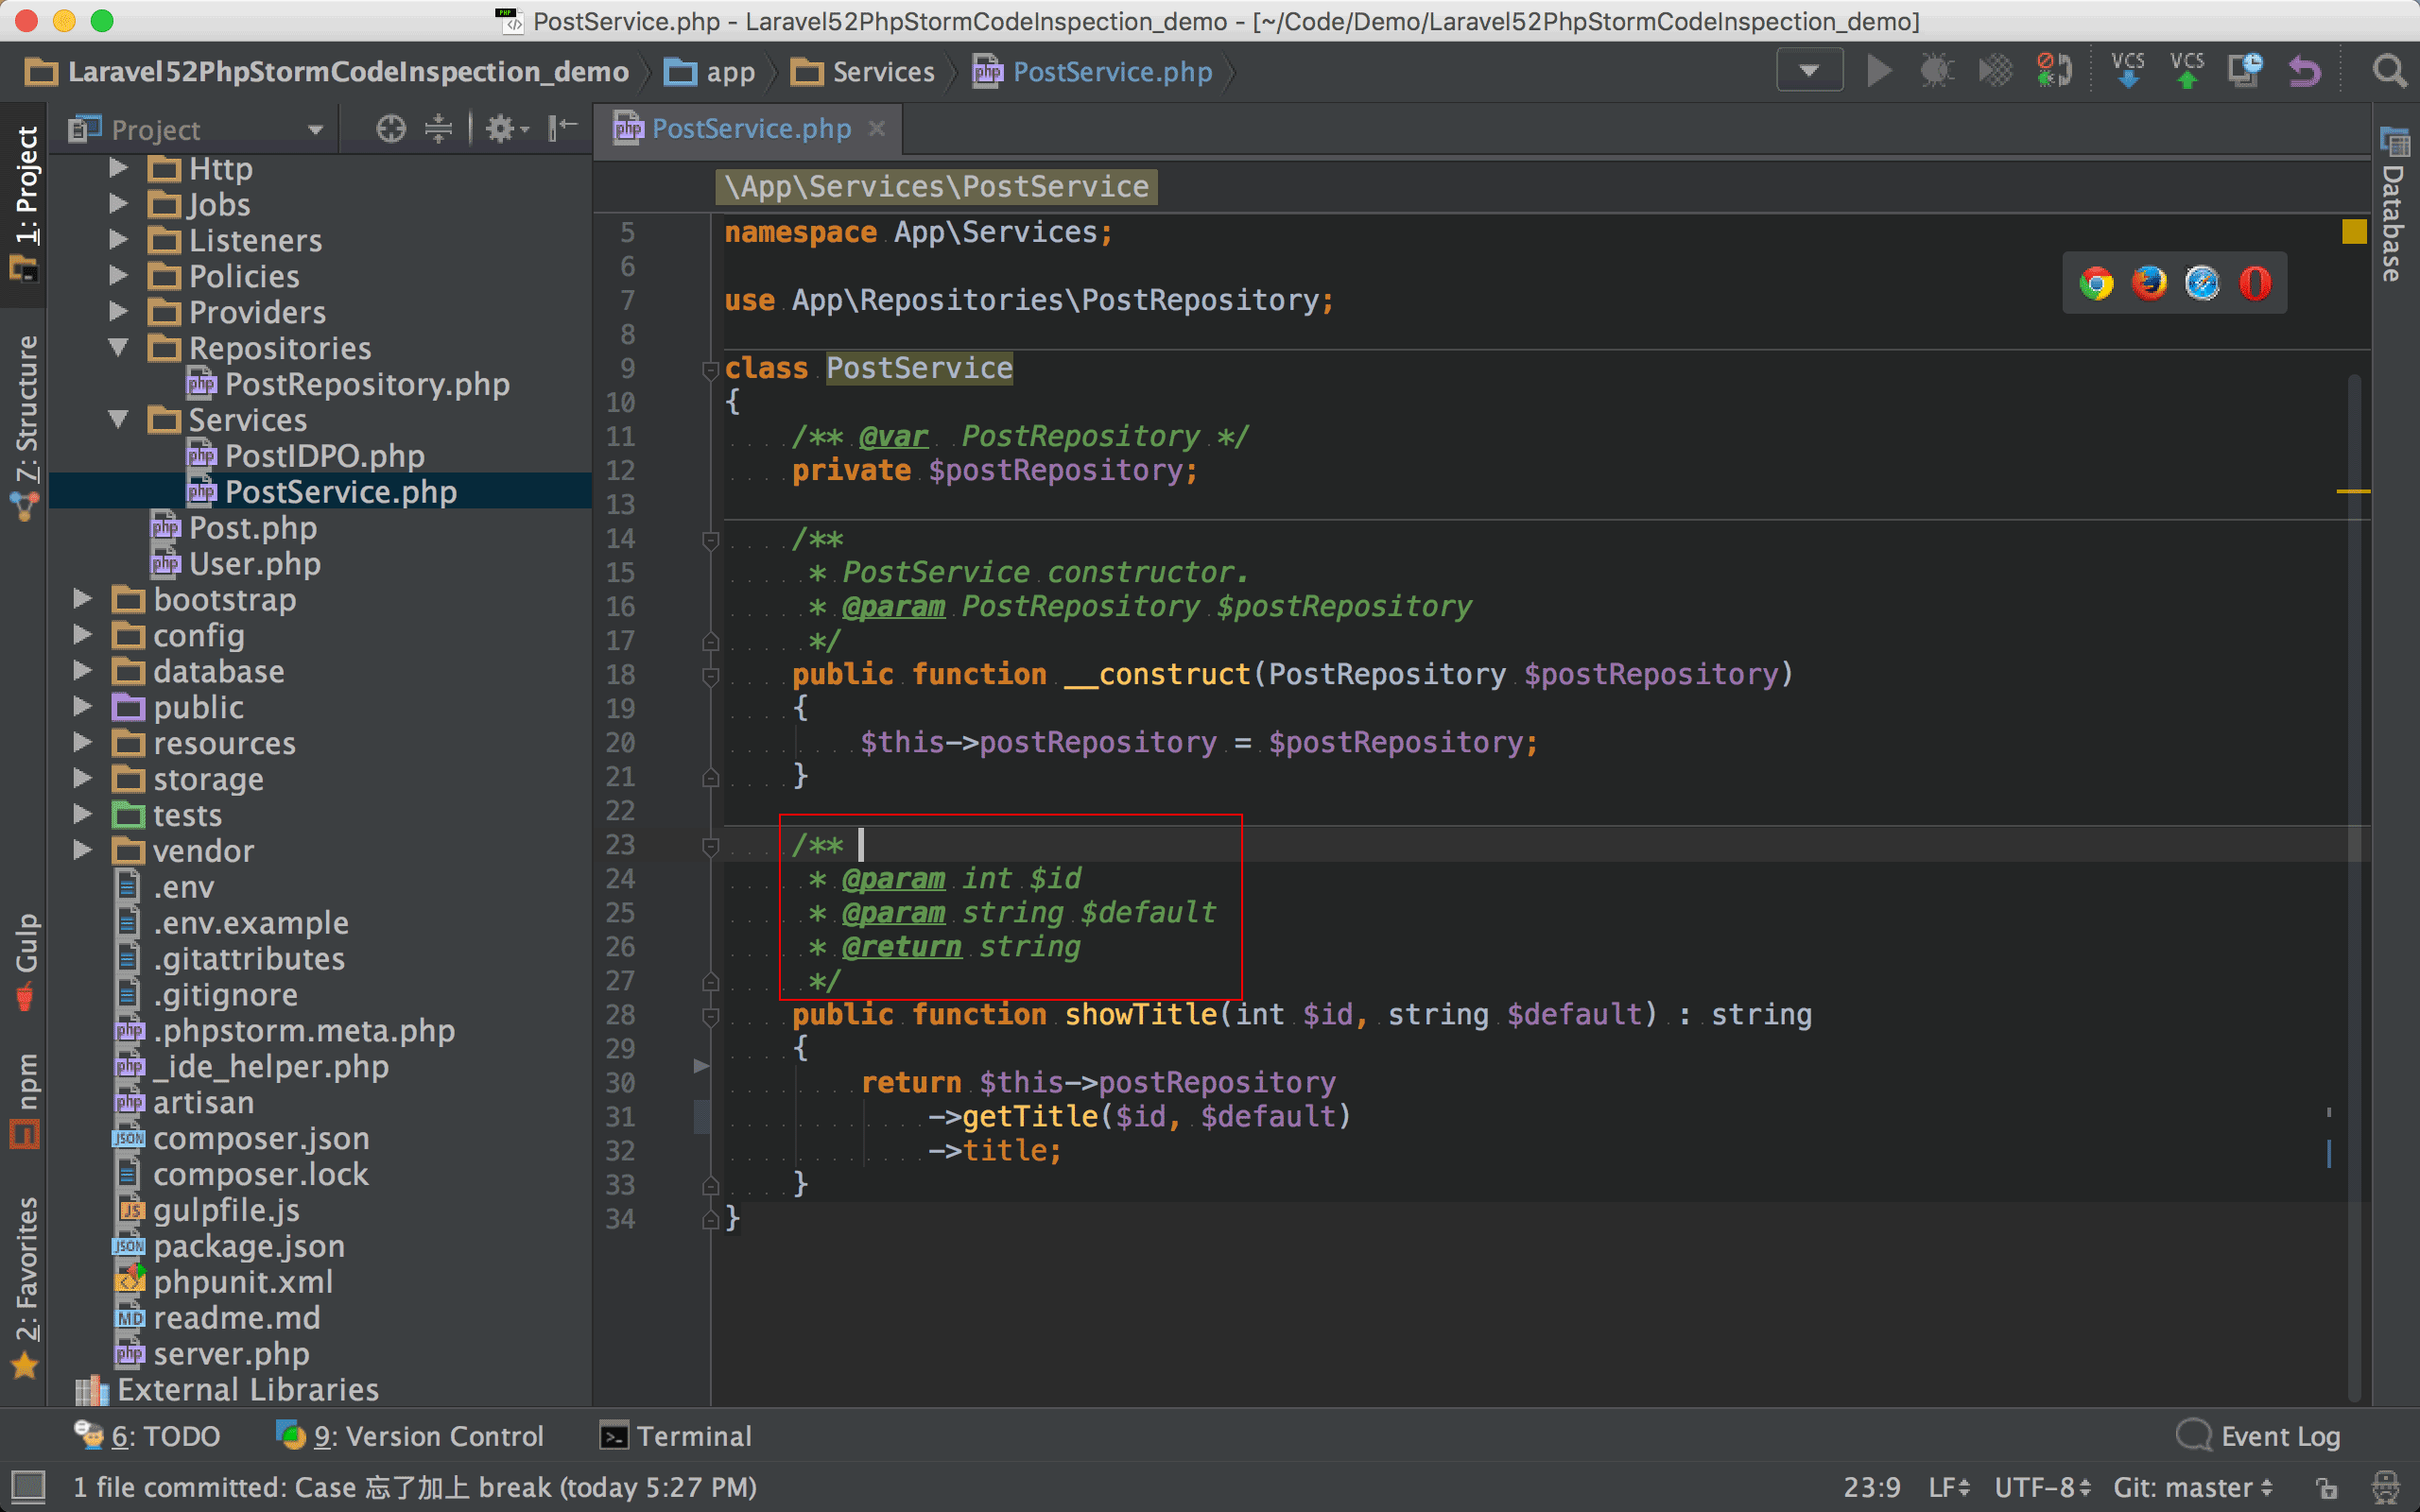 PostService.php - Laravel52PhpStormCodeInspection_demo - [~/Code/Demo/Laravel52PhpStormCodeInspection_demo]
Laravel52PhpStormCodeInspection_demo
app
Services
PostService.php
VCS
VCS
1: Project
Z: Structure
Gulp
npm
2: Favorites
Project
Http
Jobs
Listeners
Policies
Providers
Repositories
PostRepository.php
Services
PostIDPO.php
PostService.php
Post.php
User.php
bootstrap
config
database
public
resources
storage
tests
vendor
.env
.env.example
.gitattributes
.gitignore
.phpstorm.meta.php
_ide_helper.php
artisan
composer.json
composer.lock
gulpfile.js
package.json
phpunit.xml
readme.md
server.php
External Libraries
PostService.php
\App\Services\PostService
5 namespace App\Services;
6
7 use App\Repositories\PostRepository;
8
9 class PostService
10 {
11 /** @var PostRepository */
12 private $postRepository;
13
14 /**
15 * PostService constructor.
16 * @param PostRepository $postRepository
17 */
18 public function __construct(PostRepository $postRepository)
19 {
20 $this->postRepository = $postRepository;
21 }
22
23 /**
24 * @param int $id
25 * @param string $default
26 * @return string
27 */
28 public function showTitle(int $id, string $default) : string
29 {
30 return $this->postRepository
31 ->getTitle($id, $default)
32 ->title;
33 }
34 }
Database
6: TODO
9: Version Control
Terminal
Event Log
1 file committed: Case 忘了加上 break (today 5:27 PM)
23:9
LF
UTF-8
Git: master